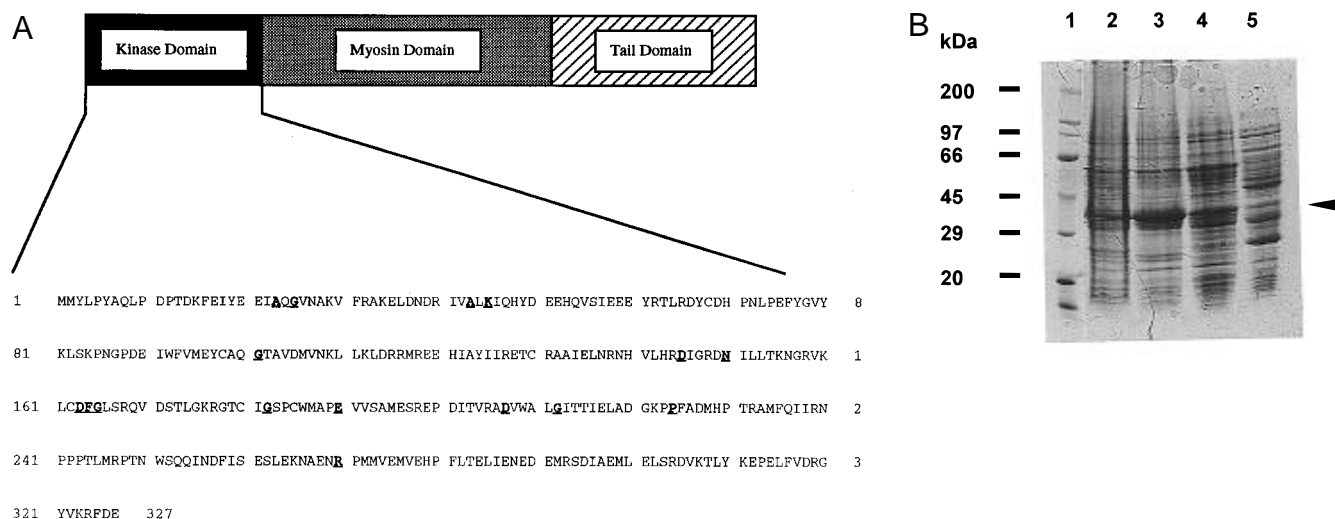 A
Kinase Domain
Myosin Domain
Tail Domain
1 MMYLPYAQLP DPTDKFEIYE EIAQGVNAKV FRAKELDNDR IVALKIQHYD EEHQVSIEEE YRTLRDYCDH PNLPEFYGVY 8
81 KLSKPNGPDE IWFVMEYCAQ GTAVDMVNKL LKLDRRMREE HIAYIIRETC RAAIELNRNH VLHRDIGRDN ILLTKNGRVK 1
161 LCDFGLSRQV DSTLGKRGTC IGSPCWMAPE VVSAMESREP DITVRADVWA LGITTIELAD GKPPFADMHP TRAMFQIIRN 2
241 PPPTLMRPTN WSQQINDFIS ESLEKNAENR PMMVEMVEHP FLTELIENED EMRSDIAEML ELSRDVKTLY KEPELFVDRG 3
321 YVKRFDE 327
B
1 2 3 4 5
kDa
200
97
66
45
29
20